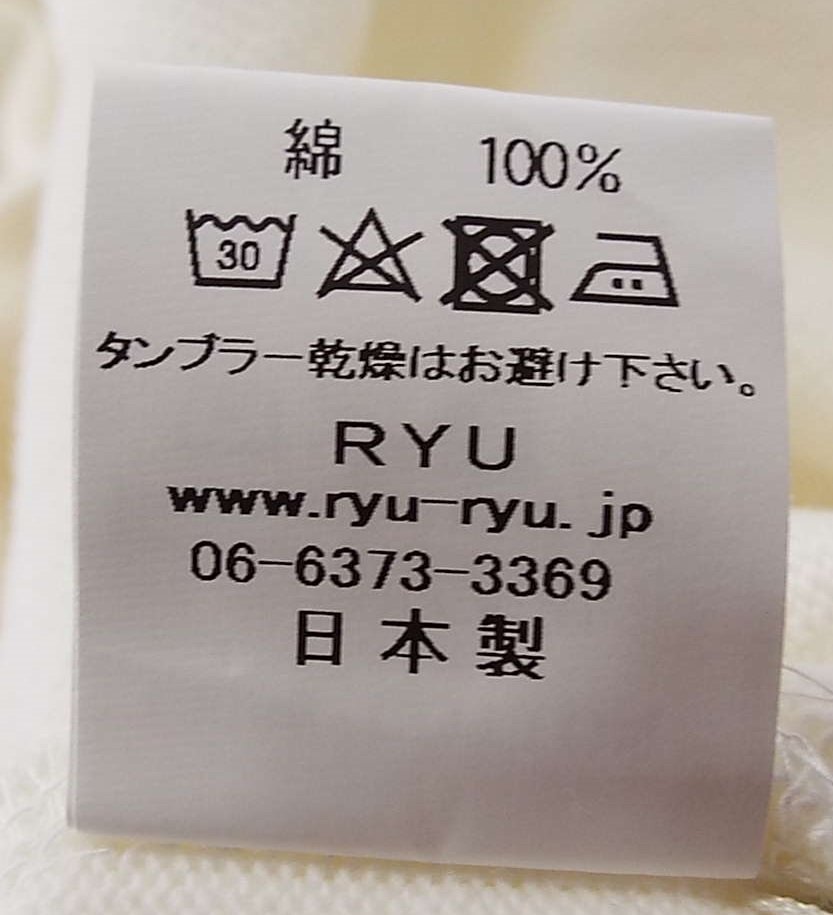 綿 100%
30
タンブラー乾燥はお避け下さい。
RYU
www.ryu-ryu.jp
06-6373-3369
日本製